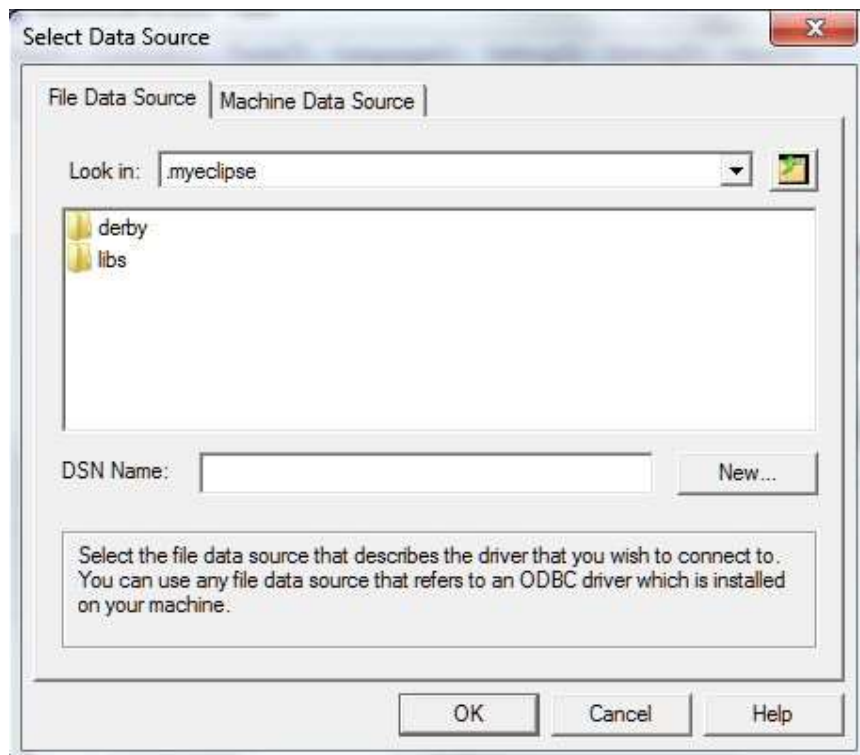 Select Data Source
File Data Source
Machine Data Source
Look in:
.myeclipse
derby
libs
DSN Name:
New...
Select the file data source that describes the driver that you wish to connect to.
You can use any file data source that refers to an ODBC driver which is installed
on your machine.
OK
Cancel
Help